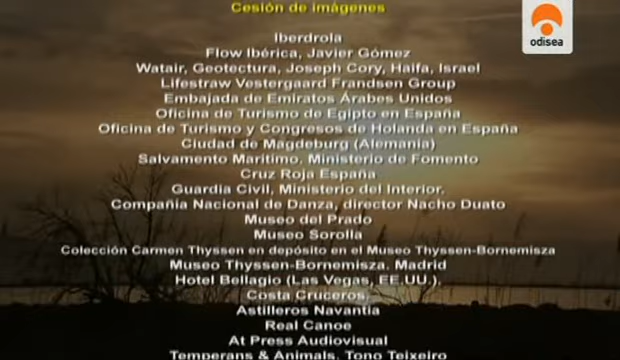 Cesión de imágenes
odisea
Iberdrola
Flow Ibérica, Javier Gómez
Watair, Geotectura, Joseph Cory, Haifa, Israel
Lifestraw Vestergaard Frandsen Group
Embajada de Emiratos Árabes Unidos
Oficina de Turismo de Egipto en España
Oficina de Turismo y Congresos de Holanda en España
Ciudad de Magdeburg (Alemania)
Salvamento Marítimo, Ministerio de Fomento
Cruz Roja España
Guardia Civil, Ministerio del Interior.
Compañía Nacional de Danza, director Nacho Duato
Museo del Prado
Museo Sorolla
Colección Carmen Thyssen en depósito en el Museo Thyssen-Bornemisza
Museo Thyssen-Bornemisza. Madrid
Hotel Bellagio (Las Vegas, EE.UU.).
Costa Cruceros.
Astilleros Navantia
Real Canoe
At Press Audiovisual
Temperans & Animals, Tono Teixeiro